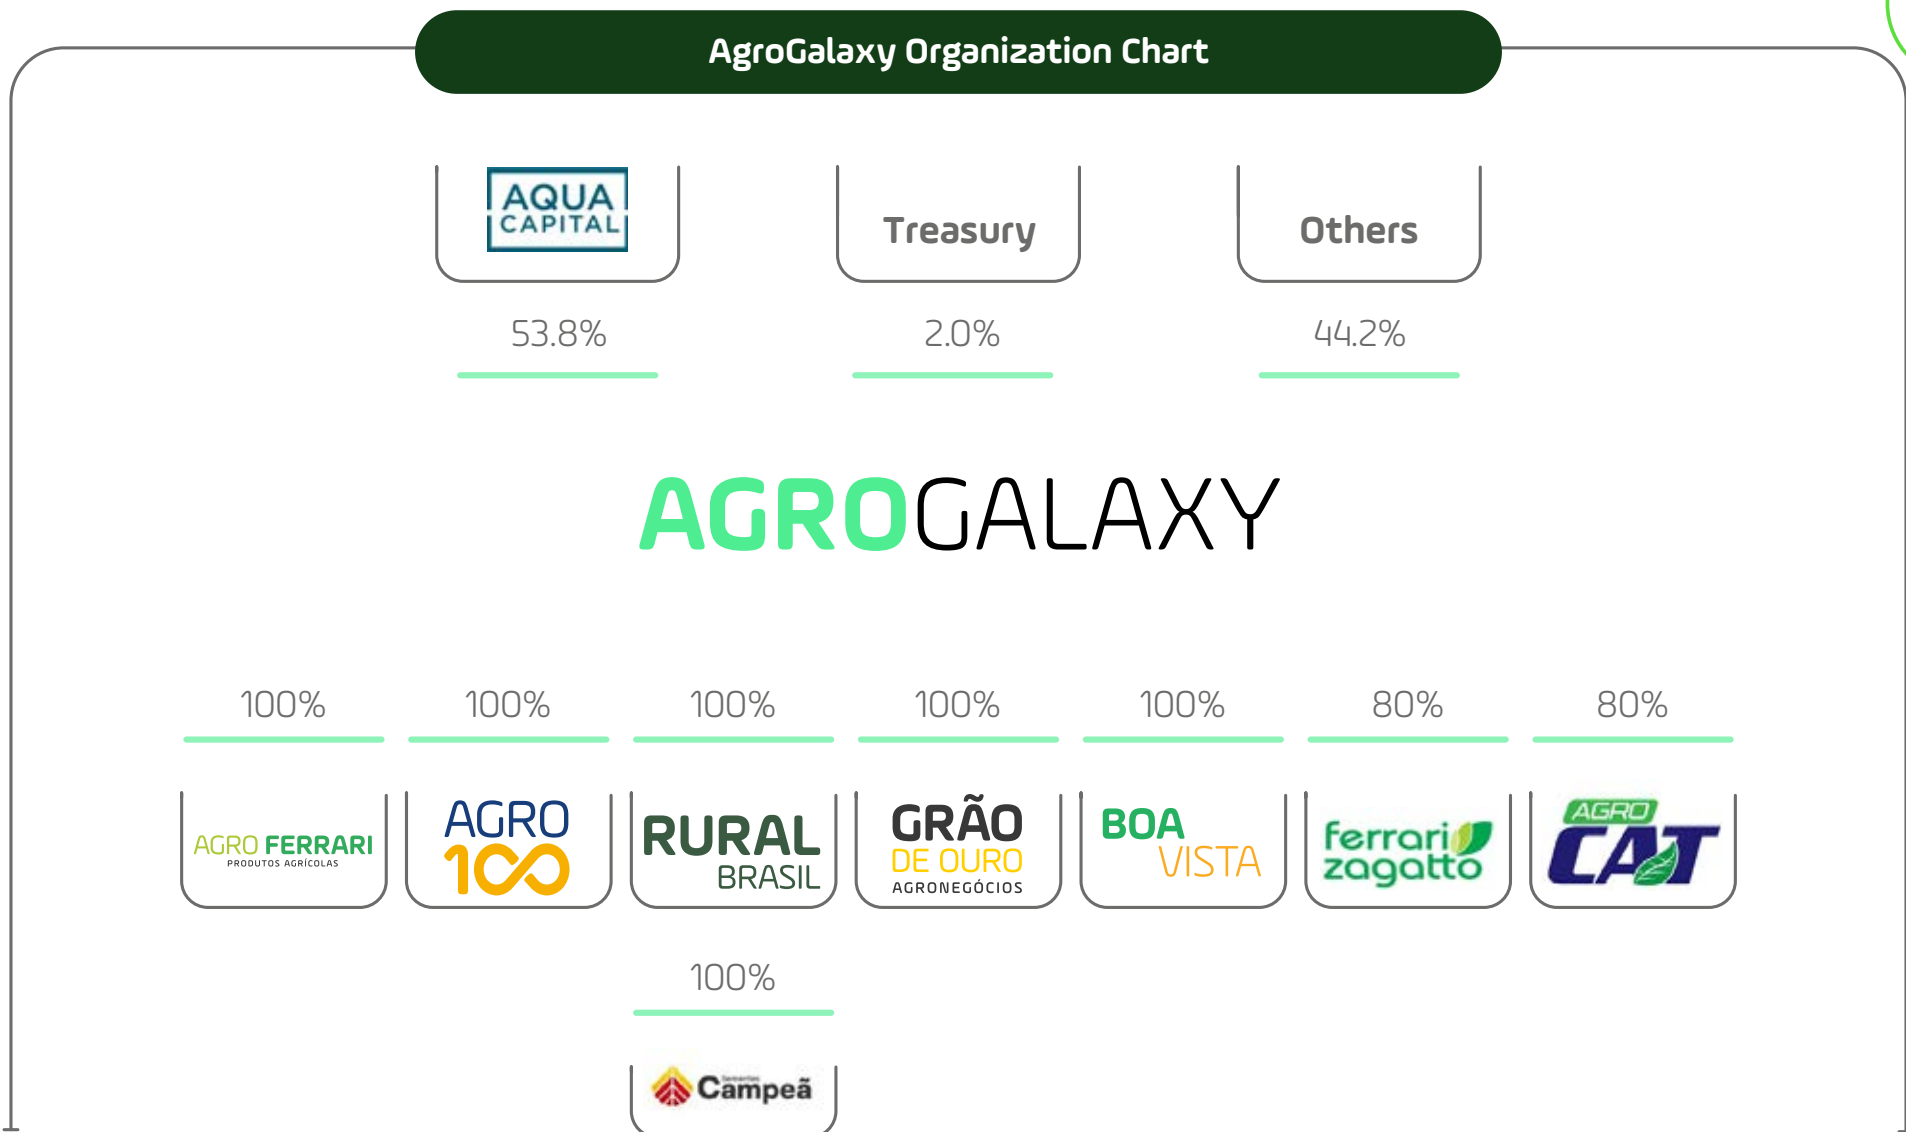 AgroGalaxy Organization Chart
AQUA
CAPITAL
Treasury
Others
53.8%
2.0%
44.2%
AGROGALAXY
100%
100%
100%
100%
100%
80%
80%
AGRO FERRARI
PRODUTOS AGRÍCOLAS
AGRO
100
RURAL
BRASIL
GRÃO
DE OURO
AGRONEGÓCIOS
BOA
VISTA
ferrari
zagatto
AGRO
CAT
100%
Sementes
Campeã